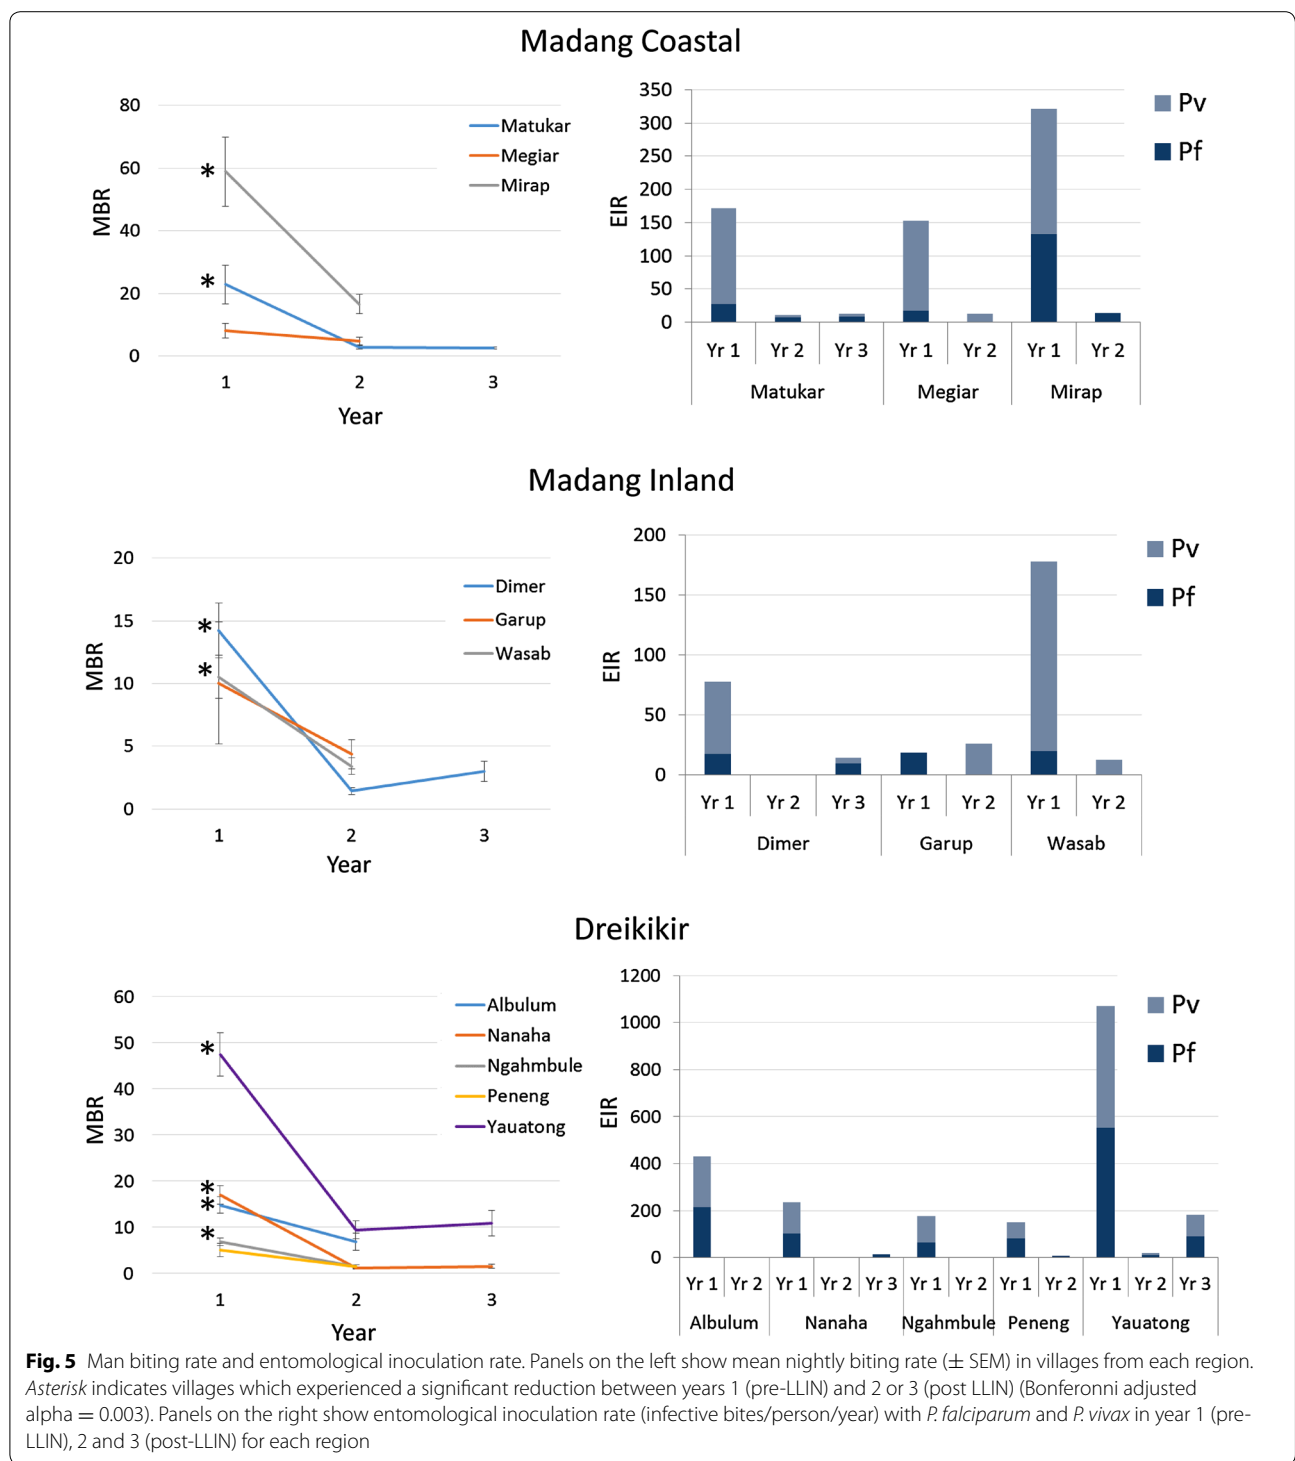 Madang Coastal
80
60
40
20
0
MBR
*
*
Matukar
Megiar
Mirap
1 2 3
Year
350
300
250
200
150
100
50
0
EIR
Pv
Pf
Yr 1 Yr 2 Yr 3 Yr 1 Yr 2 Yr 1 Yr 2
Matukar Megiar Mirap
Madang Inland
20
15
10
5
0
MBR
*
*
Dimer
Garup
Wasab
1 2 3
Year
200
150
100
50
0
EIR
Pv
Pf
Yr 1 Yr 2 Yr 3 Yr 1 Yr 2 Yr 1 Yr 2
Dimer Garup Wasab
Dreikikir
60
50
40
30
20
10
0
MBR
*
*
*
*
Albulum
Nanaha
Ngahmbule
Peneng
Yauatong
1 2 3
Year
1200
1000
800
600
400
200
0
EIR
Pv
Pf
Yr 1 Yr 2 Yr 1 Yr 2 Yr 3 Yr 1 Yr 2 Yr 1 Yr 2 Yr 1 Yr 2 Yr 3
Albulum Nanaha Ngahmbule Peneng Yauatong
Fig. 5 Man biting rate and entomological inoculation rate. Panels on the left show mean nightly biting rate (± SEM) in villages from each region.
Asterisk indicates villages which experienced a significant reduction between years 1 (pre-LLIN) and 2 or 3 (post LLIN) (Bonferonni adjusted
alpha = 0.003). Panels on the right show entomological inoculation rate (infective bites/person/year) with P. falciparum and P. vivax in year 1 (pre-
LLIN), 2 and 3 (post-LLIN) for each region